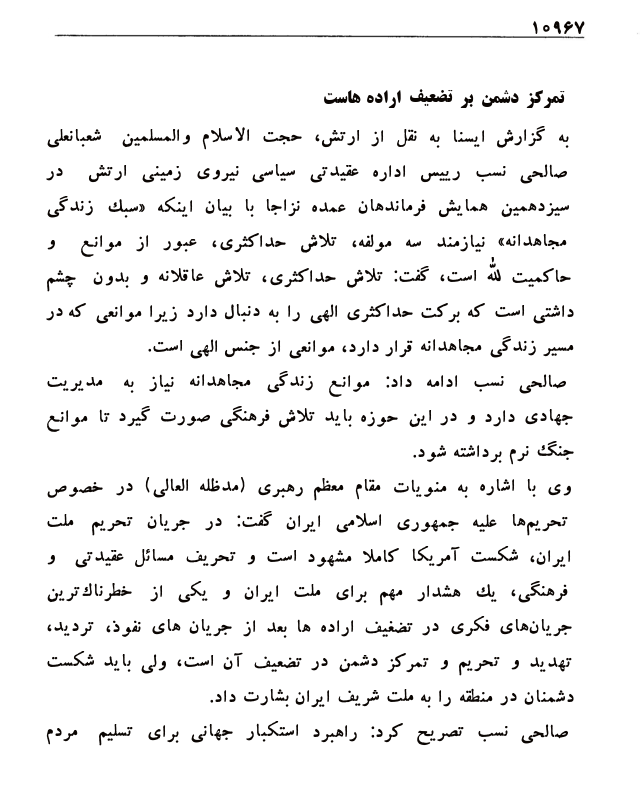 ۱۰۹۶۷
تمرکز دشمن بر تضعیف اراده هاست
به گزارش ایسنا به نقل از ارتش، حجت الاسلام والمسلمین شعبانعلی
صالحی نسب رییس اداره عقیدتی سیاسی نیروی زمینی ارتش در
سیزدهمین همایش فرماندهان عمده نزاجا با بیان اینکه «سبک زندگی
مجاهدانه» نیازمند سه مولفه، تلاش حداکثری، عبور از موانع و
حاکمیت لله است، گفت: تلاش حداکثری، تلاش عاقلانه و بدون چشم
داشتی است که برکت حداکثری الهی را به دنبال دارد زیرا موانعی که در
مسیر زندگی مجاهدانه قرار دارد، موانعی از جنس الهی است.
صالحی نسب ادامه داد: موانع زندگی مجاهدانه نیاز به مدیریت
جهادی دارد و در این حوزه باید تلاش فرهنگی صورت گیرد تا موانع
جنگ نرم برداشته شود.
وی با اشاره به منویات مقام معظم رهبری (مدظله العالی) در خصوص
تحریم‌ها علیه جمهوری اسلامی ایران گفت: در جریان تحریم ملت
ایران، شکست آمریکا کاملا مشهود است و تحریف مسائل عقیدتی و
فرهنگی، یک هشدار مهم برای ملت ایران و یکی از خطرناک‌ترین
جریان‌های فکری در تضغیف اراده ها بعد از جریان های نفوذ، تردید،
تهدید و تحریم و تمرکز دشمن در تضعیف آن است، ولی باید شکست
دشمنان در منطقه را به ملت شریف ایران بشارت داد.
صالحی نسب تصریح کرد: راهبرد استکبار جهانی برای تسلیم مردم